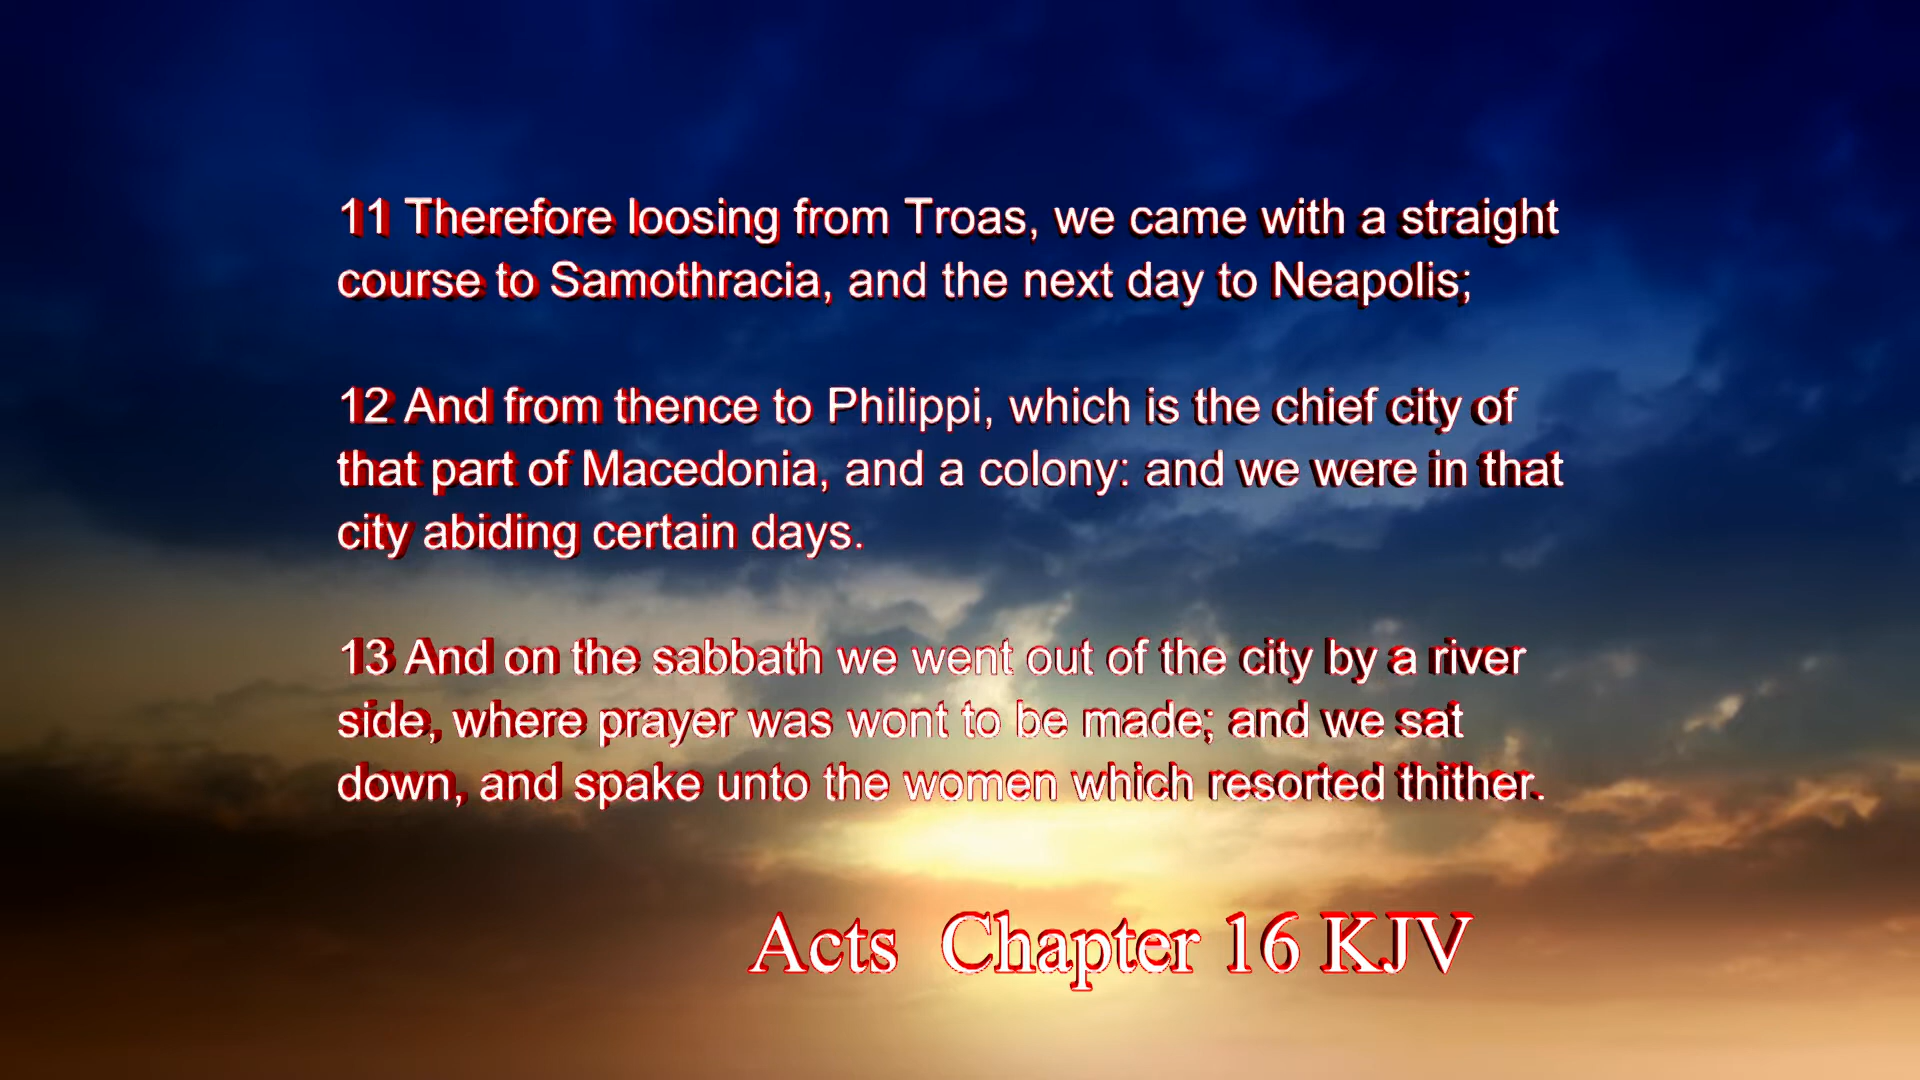 11 Therefore loosing from Troas, we came with a straight
course to Samothracia, and the next day to Neapolis;
12 And from thence to Philippi, which is the chief city of
that part of Macedonia, and a colony: and we were in that
city abiding certain days.
13 And on the sabbath we went out of the city by a river
side, where prayer was wont to be made; and we sat
down, and spake unto the women which resorted thither.
Acts Chapter 16 KJV